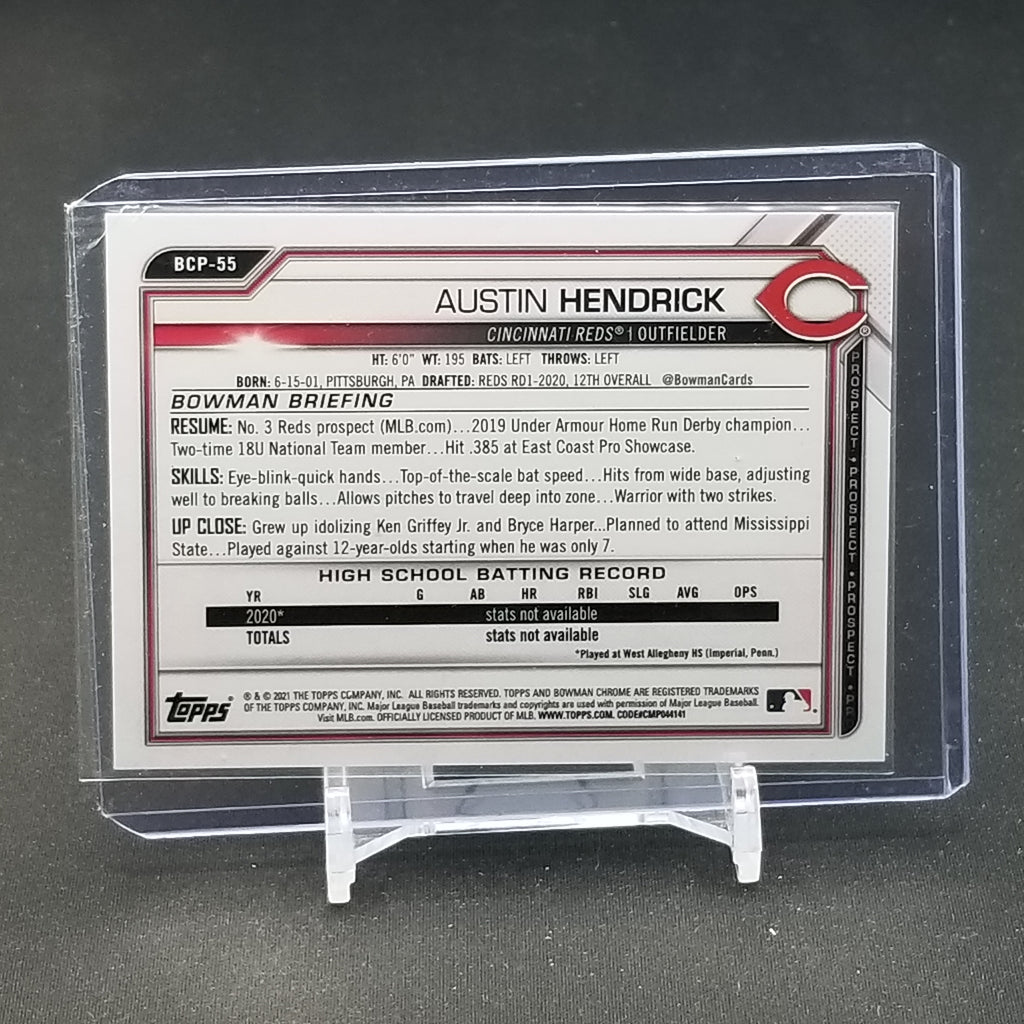 BCP-55
AUSTIN HENDRICK
CINCINNATI REDS® | OUTFIELDER
HT: 6'0" WT: 195 BATS: LEFT THROWS: LEFT
BORN: 6-15-01, PITTSBURGH, PA DRAFTED: REDS RD1-2020, 12TH OVERALL @BowmanCards
BOWMAN BRIEFING
RESUME: No. 3 Reds prospect (MLB.com)...2019 Under Armour Home Run Derby champion...
Two-time 18U National Team member...Hit .385 at East Coast Pro Showcase.
SKILLS: Eye-blink-quick hands...Top-of-the-scale bat speed...Hits from wide base, adjusting
well to breaking balls...Allows pitches to travel deep into zone...Warrior with two strikes.
UP CLOSE: Grew up idolizing Ken Griffey Jr. and Bryce Harper...Planned to attend Mississippi
State...Played against 12-year-olds starting when he was only 7.
HIGH SCHOOL BATTING RECORD
YR G AB HR RBI SLG AVG OPS
2020* stats not available
TOTALS stats not available
*Played at West Allegheny HS (Imperial, Penn.)
topps®
® & © 2021 THE TOPPS COMPANY, INC. ALL RIGHTS RESERVED. TOPPS AND BOWMAN CHROME ARE REGISTERED TRADEMARKS
OF THE TOPPS COMPANY, INC. Major League Baseball trademarks and copyrights are used with permission of Major League Baseball.
Visit MLB.com. OFFICIALLY LICENSED PRODUCT OF MLB. WWW.TOPPS.COM. CODE#CMP044141
PROSPECT • PROSPECT • PROSPECT • PR